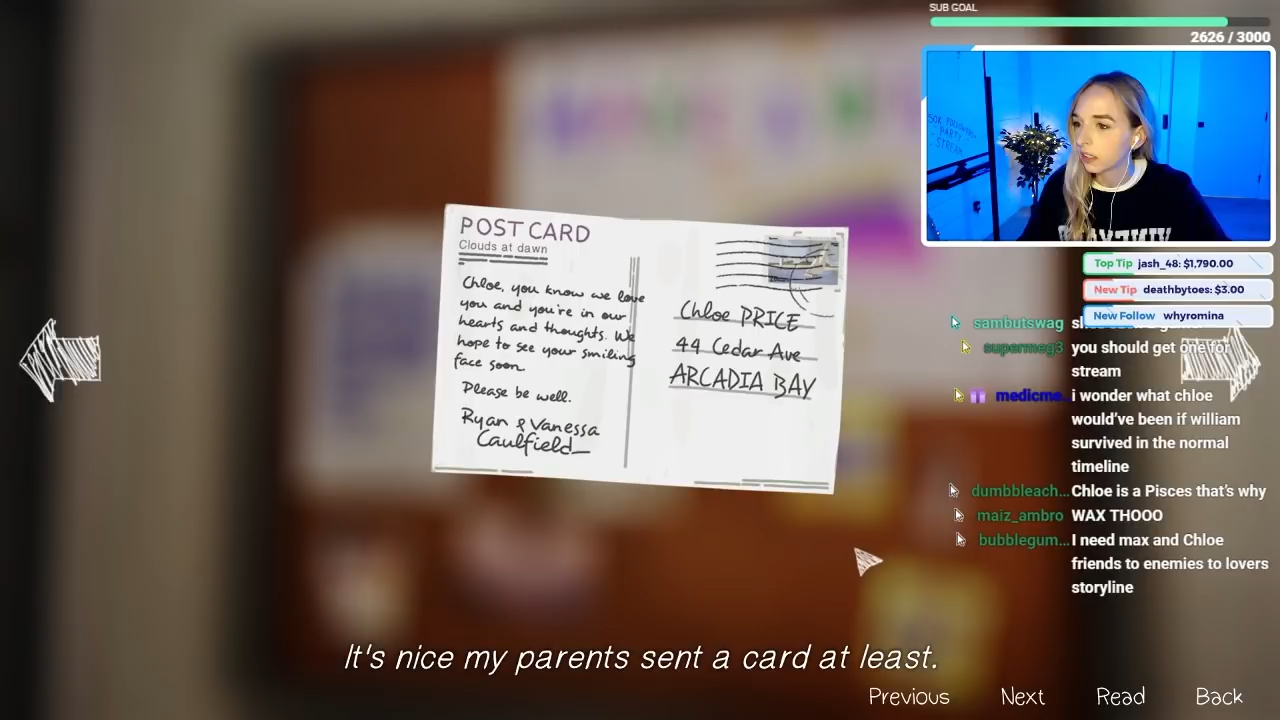 SUB GOAL
2626 / 3000
50K FOLLOWERS
PARTY
STREAM
Top Tip jash_48: $1,790.00
New Tip deathbytoes: $3.00
New Follow whyromina
sambutswag
supermeg3 you should get one for
stream
medicme... i wonder what chloe
would've been if william
survived in the normal
timeline
dumbbleach... Chloe is a Pisces that's why
maiz_ambro WAX THOOO
bubblegum... I need max and Chloe
friends to enemies to lovers
storyline
POST CARD
Clouds at dawn
Chloe, you know we love
you and you're in our
hearts and thoughts. We
hope to see your smiling
face soon.
Please be well.
Ryan & Vanessa
Caulfield
Chloe PRICE
44 Cedar Ave
ARCADIA BAY
It's nice my parents sent a card at least.
Previous Next Read Back